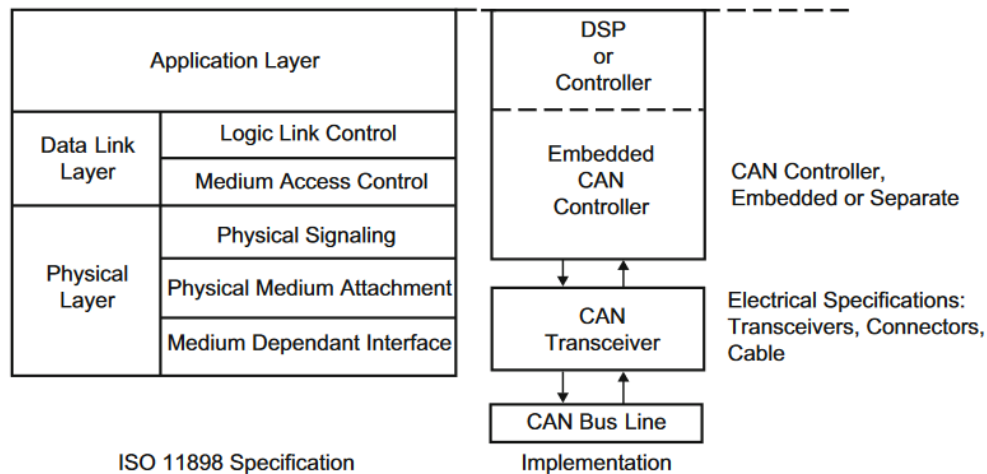 Application Layer
Data Link
Layer
Logic Link Control
Medium Access Control
Physical
Layer
Physical Signaling
Physical Medium Attachment
Medium Dependant Interface
ISO 11898 Specification
DSP
or
Controller
Embedded
CAN
Controller
CAN
Transceiver
CAN Bus Line
Implementation
CAN Controller,
Embedded or Separate
Electrical Specifications:
Transceivers, Connectors,
Cable